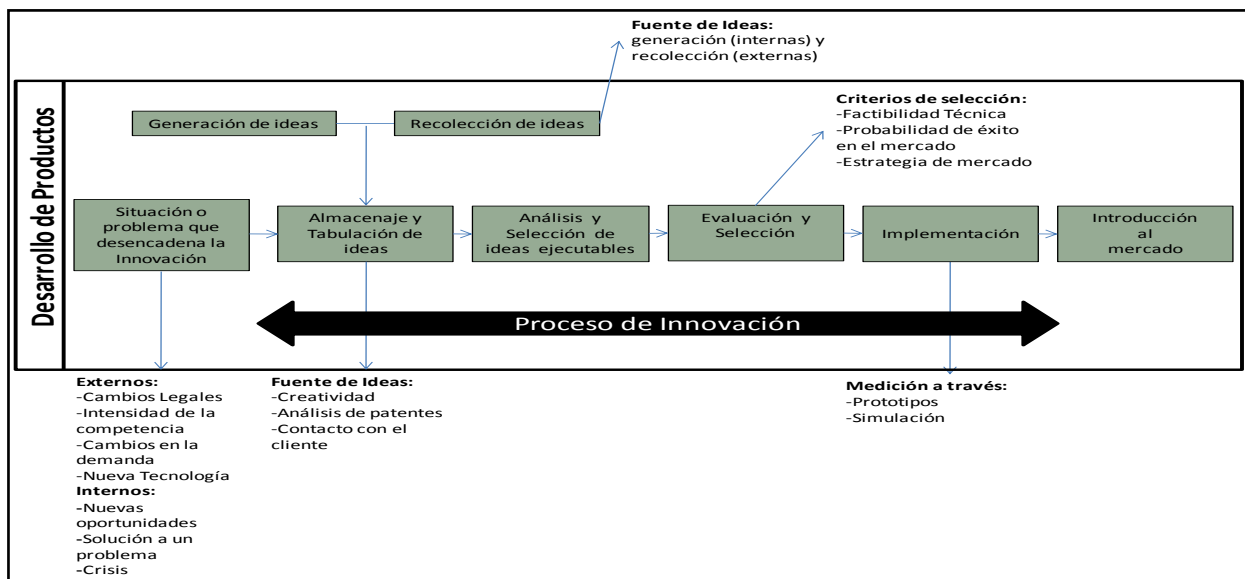 Fuente de Ideas:
generación (internas) y
recolección (externas)
Desarrollo de Productos
Generación de ideas
Recolección de ideas
Criterios de selección:
-Factibilidad Técnica
-Probabilidad de éxito
en el mercado
-Estrategia de mercado
Situación o
problema que
desencadena la
Innovación
Almacenaje y
Tabulación de
ideas
Análisis y
Selección de
ideas ejecutables
Evaluación y
Selección
Implementación
Introducción
al
mercado
Proceso de Innovación
Externos:
-Cambios Legales
-Intensidad de la
competencia
-Cambios en la
demanda
-Nueva Tecnología
Internos:
-Nuevas
oportunidades
-Solución a un
problema
-Crisis
Fuente de Ideas:
-Creatividad
-Análisis de patentes
-Contacto con el
cliente
Medición a través:
-Prototipos
-Simulación